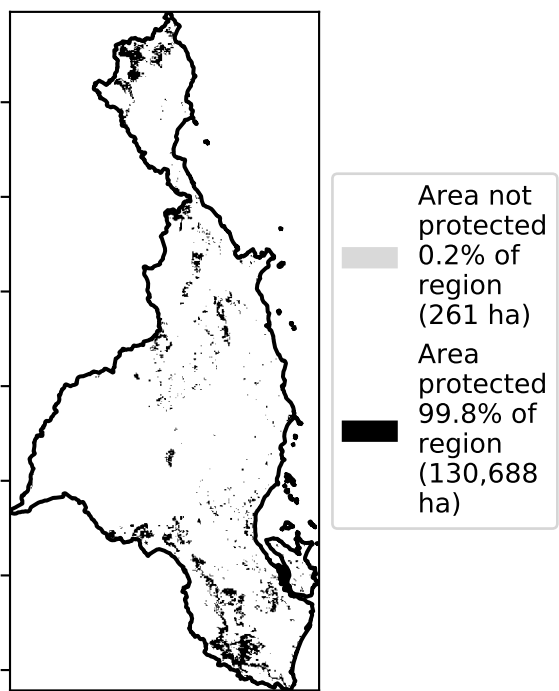 Area not
protected
0.2% of
region
(261 ha)
Area
protected
99.8% of
region
(130,688
ha)